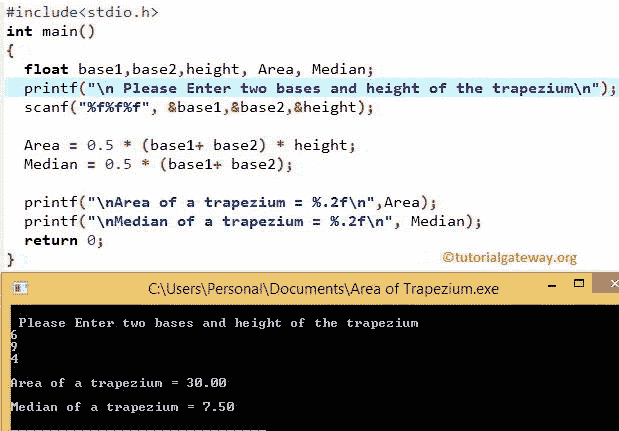 #include<stdio.h>
int main()
{
float base1,base2,height, Area, Median;
printf("\n Please Enter two bases and height of the trapezium\n");
scanf("%f%f%f", &base1,&base2,&height);
Area = 0.5 * (base1+ base2) * height;
Median = 0.5 * (base1+ base2);
printf("\nArea of a trapezium = %.2f\n",Area);
printf("\nMedian of a trapezium = %.2f\n", Median);
return 0;
}
©tutorialgateway.org
C:\Users\Personal\Documents\Area of Trapezium.exe
Please Enter two bases and height of the trapezium
6
9
4
Area of a trapezium = 30.00
Median of a trapezium = 7.50